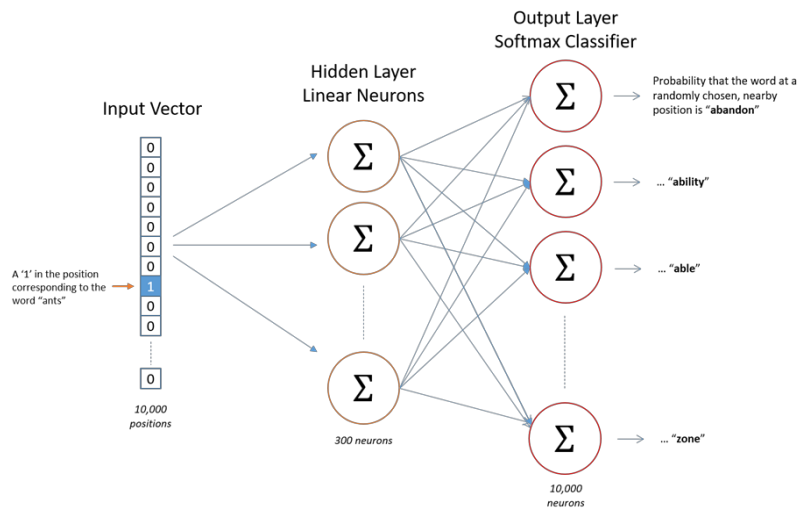 Output Layer
Softmax Classifier
Hidden Layer
Linear Neurons
Input Vector
0
0
0
0
0
0
0
1
0
0
0
A ‘1’ in the position
corresponding to the
word “ants”
10,000
positions
Σ
Σ
Σ
300 neurons
Σ
Σ
Σ
Σ
10,000
neurons
Probability that the word at a
randomly chosen, nearby
position is “abandon”
... “ability”
... “able”
... “zone”